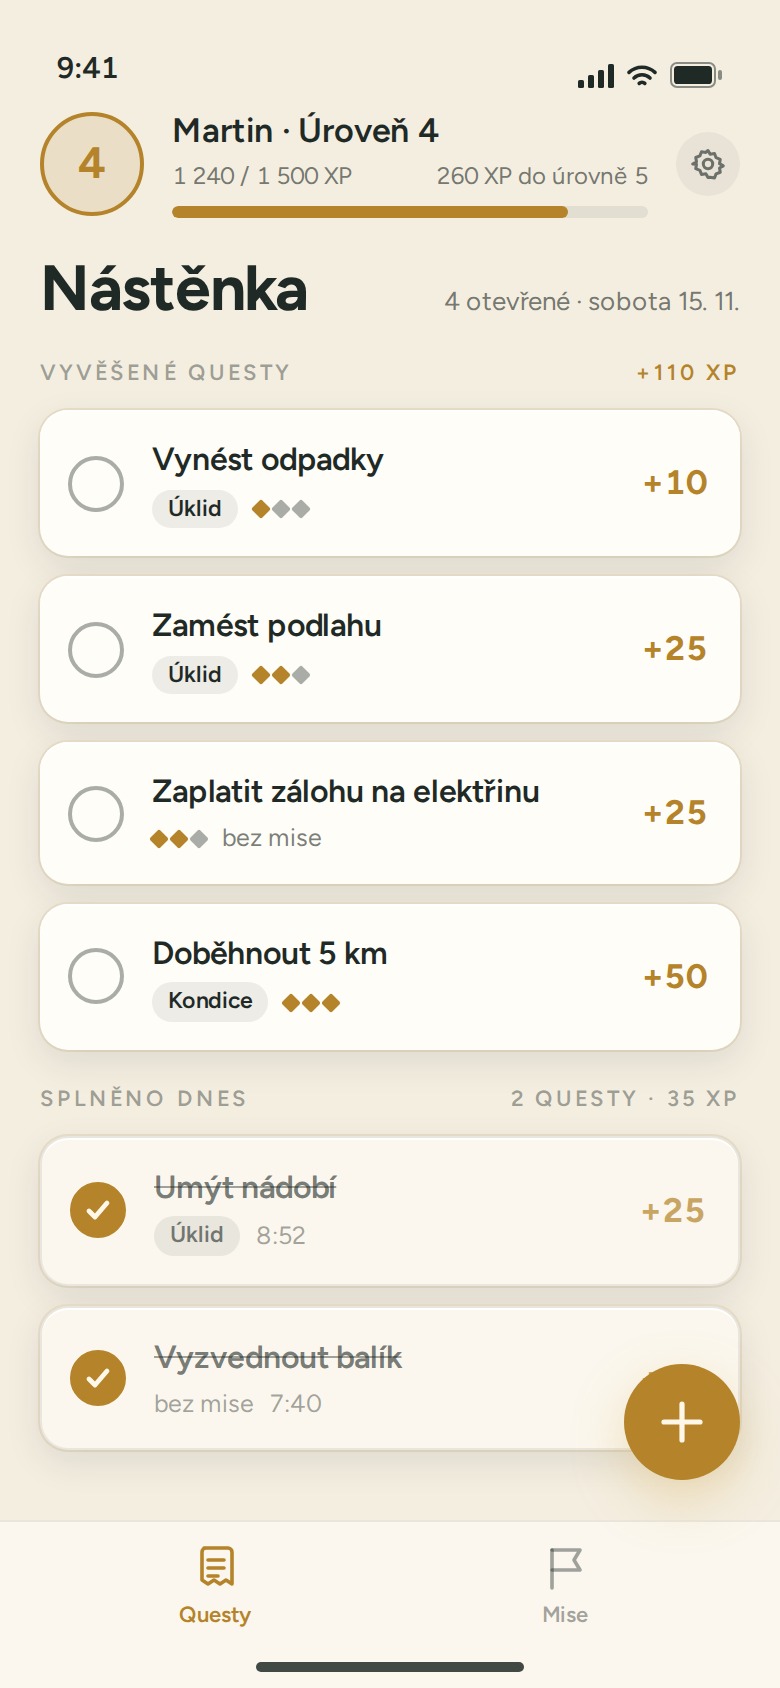 9:41
4
Martin · Úroveň 4
1 240 / 1 500 XP
260 XP do úrovně 5
Nástěnka
4 otevřené · sobota 15. 11.
VYVĚŠENÉ QUESTY
+110 XP
Vynést odpadky
Úklid
+10
Zamést podlahu
Úklid
+25
Zaplatit zálohu na elektřinu
bez mise
+25
Doběhnout 5 km
Kondice
+50
SPLNĚNO DNES
2 QUESTY · 35 XP
Umýt nádobí
Úklid 8:52
+25
Vyzvednout balík
bez mise 7:40
Questy
Mise